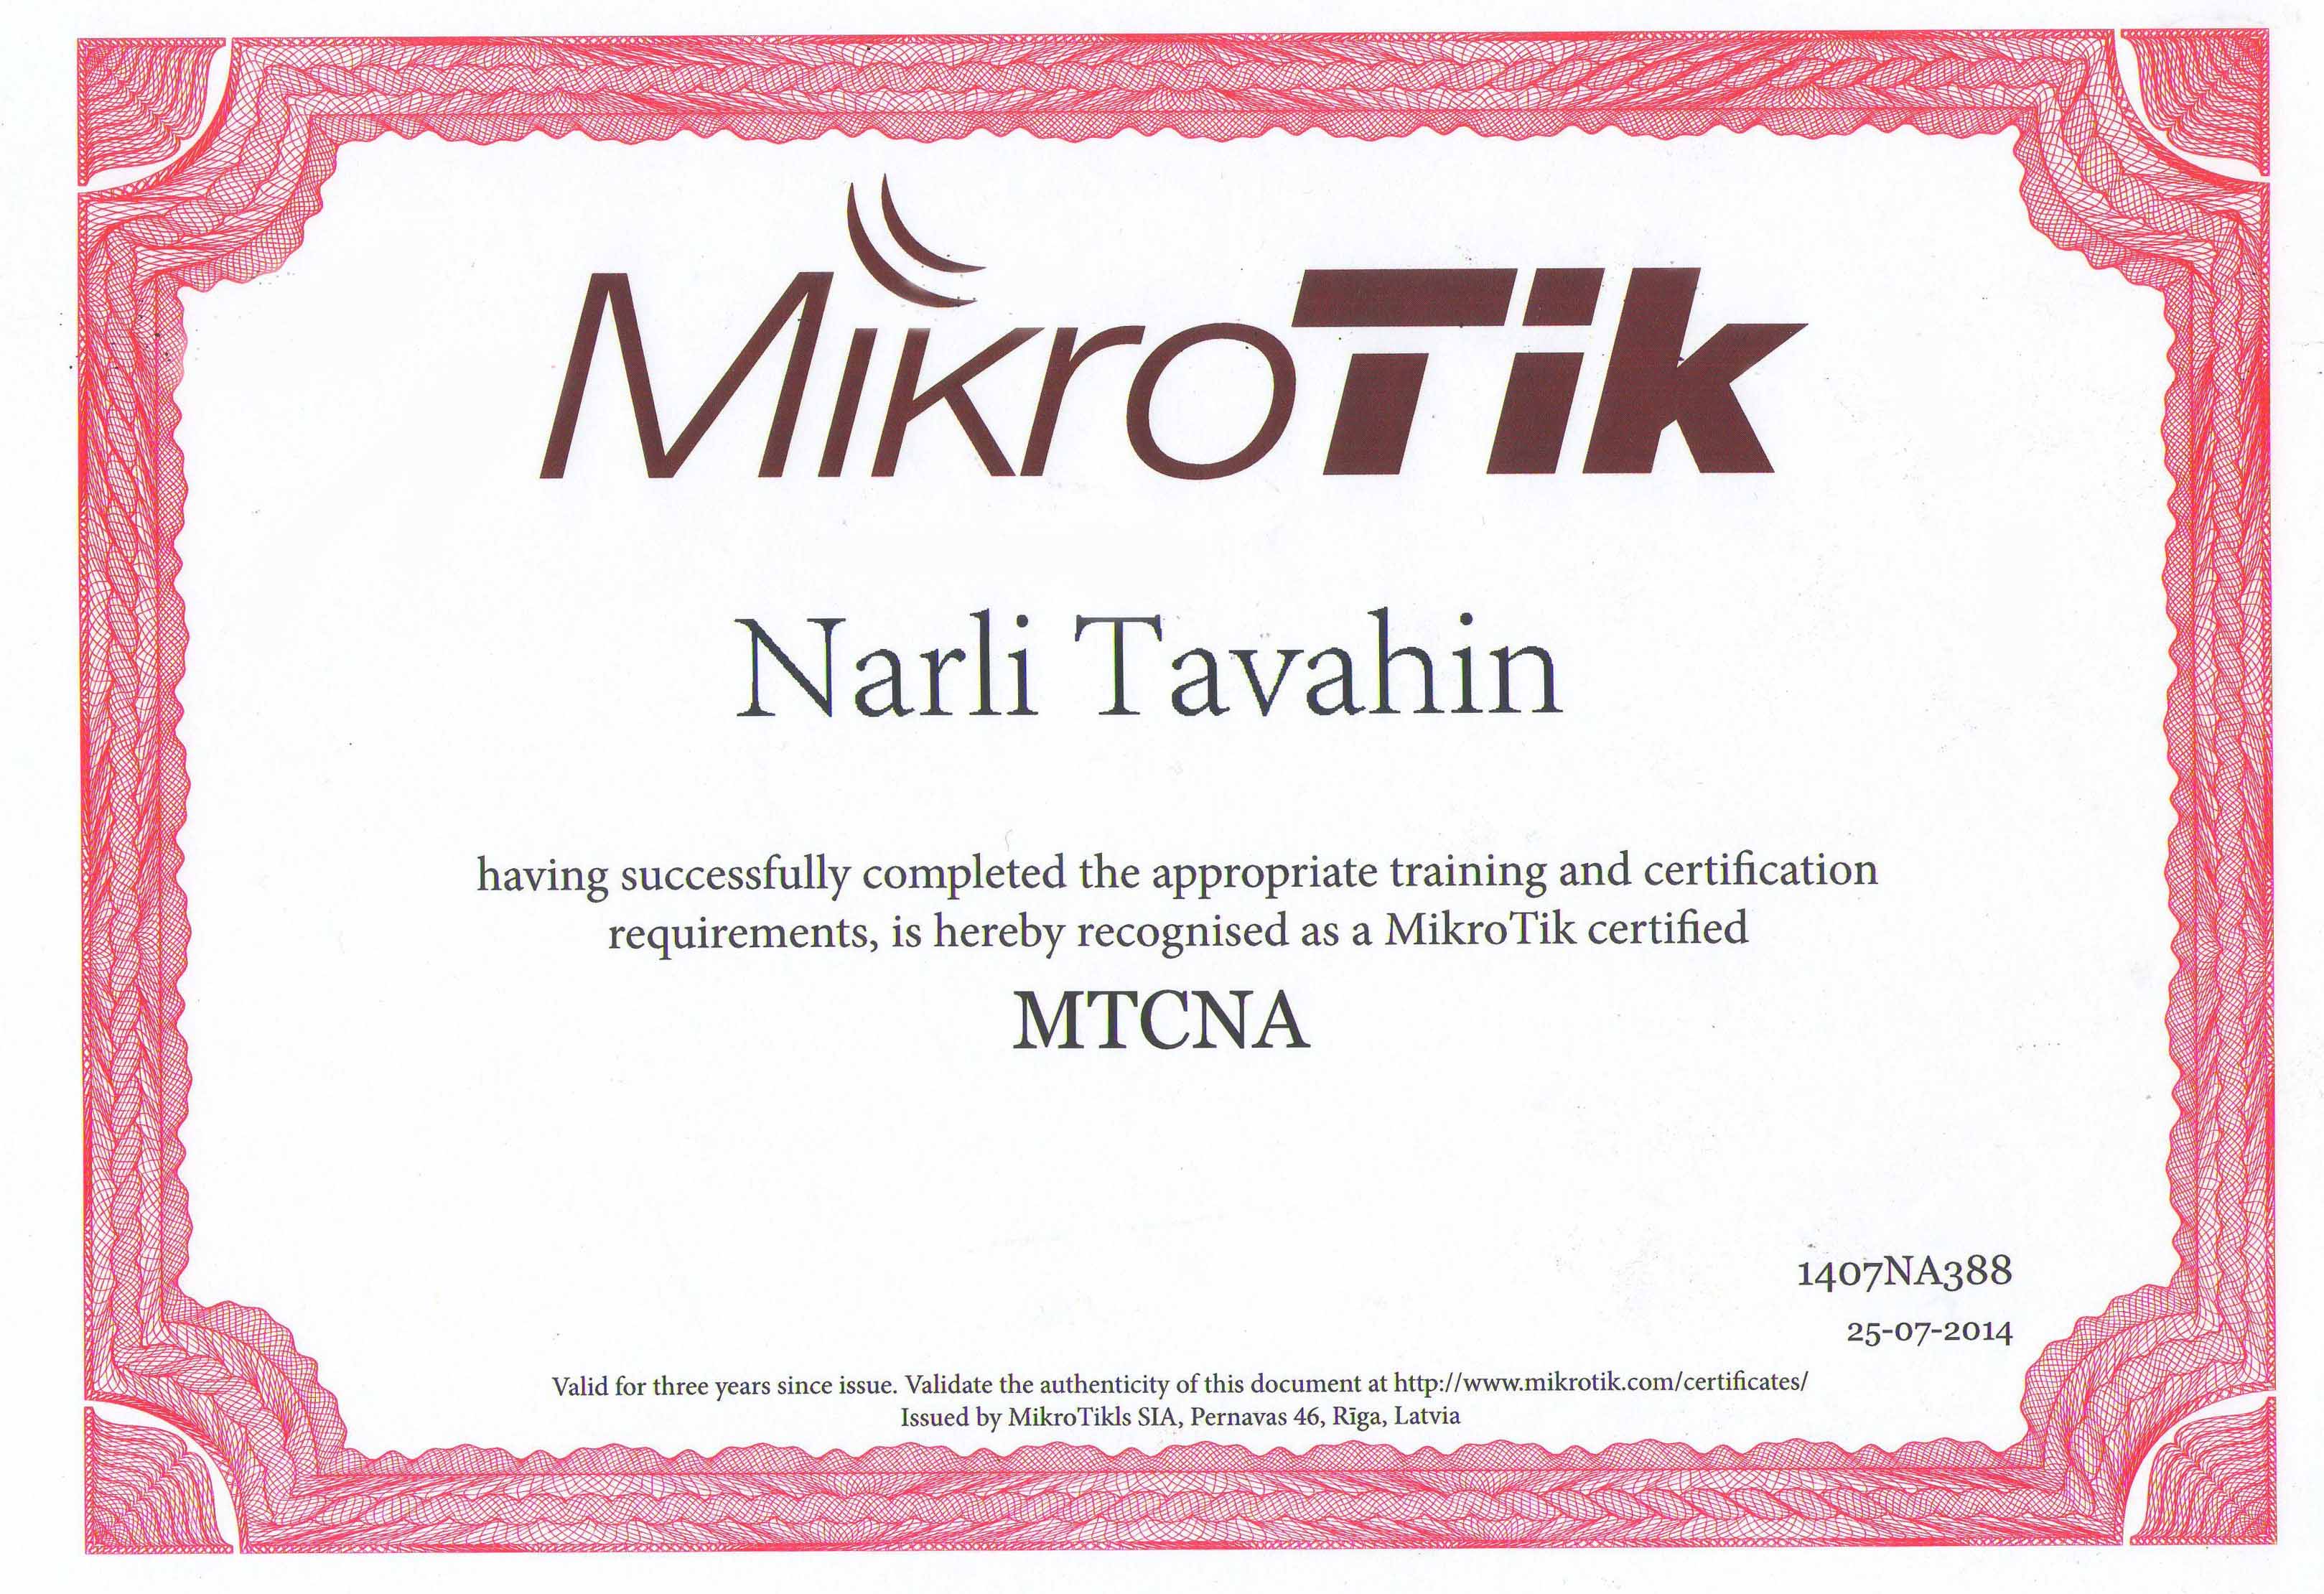 MikroTik
Narli Tavahin
having successfully completed the appropriate training and certification
requirements, is hereby recognised as a MikroTik certified
MTCNA
1407NA388
25-07-2014
Valid for three years since issue. Validate the authenticity of this document at http://www.mikrotik.com/certificates/
Issued by MikroTikls SIA, Pernavas 46, Rīga, Latvia